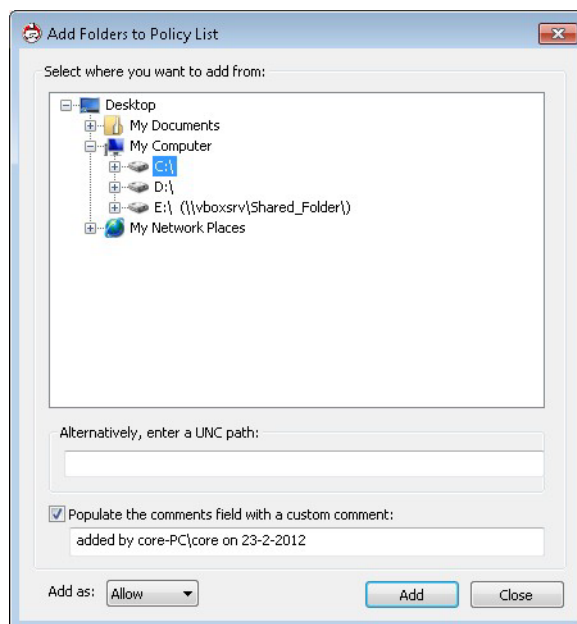 Add Folders to Policy List
Select where you want to add from:
Desktop
My Documents
My Computer
C:\
D:\
E:\ (\\vboxsrv\Shared_Folder\)
My Network Places
Alternatively, enter a UNC path:
Populate the comments field with a custom comment:
added by core-PC\core on 23-2-2012
Add as: Allow Add Close